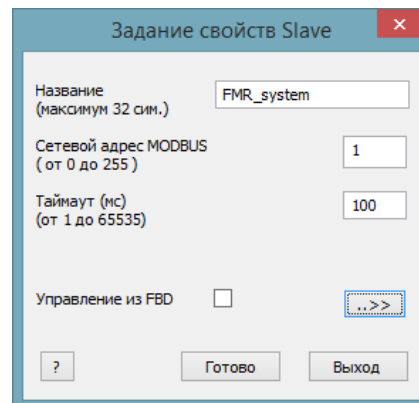 Задание свойств Slave
×
Название
(максимум 32 сим.)
FMR_system
Сетевой адрес MODBUS
( от 0 до 255 )
1
Таймаут (мс)
(от 1 до 65535)
100
Управление из FBD
..>>
?
Готово
Выход